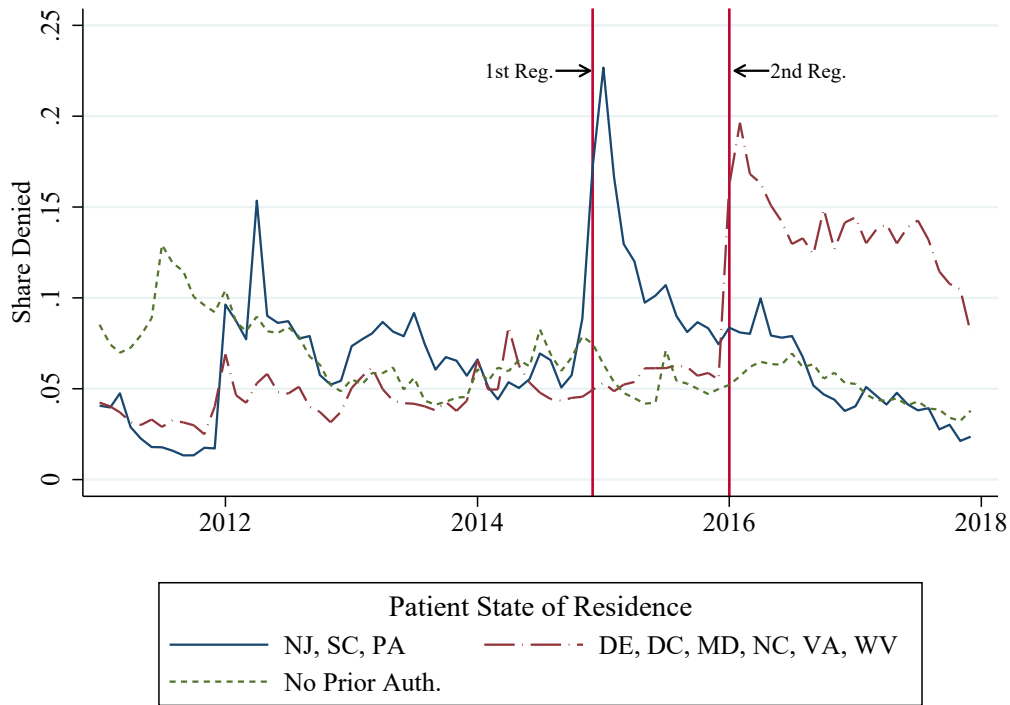 Share Denied
.25
.2
.15
.1
.05
0
1st Reg.
2nd Reg.
2012
2014
2016
2018
Patient State of Residence
NJ, SC, PA
DE, DC, MD, NC, VA, WV
No Prior Auth.